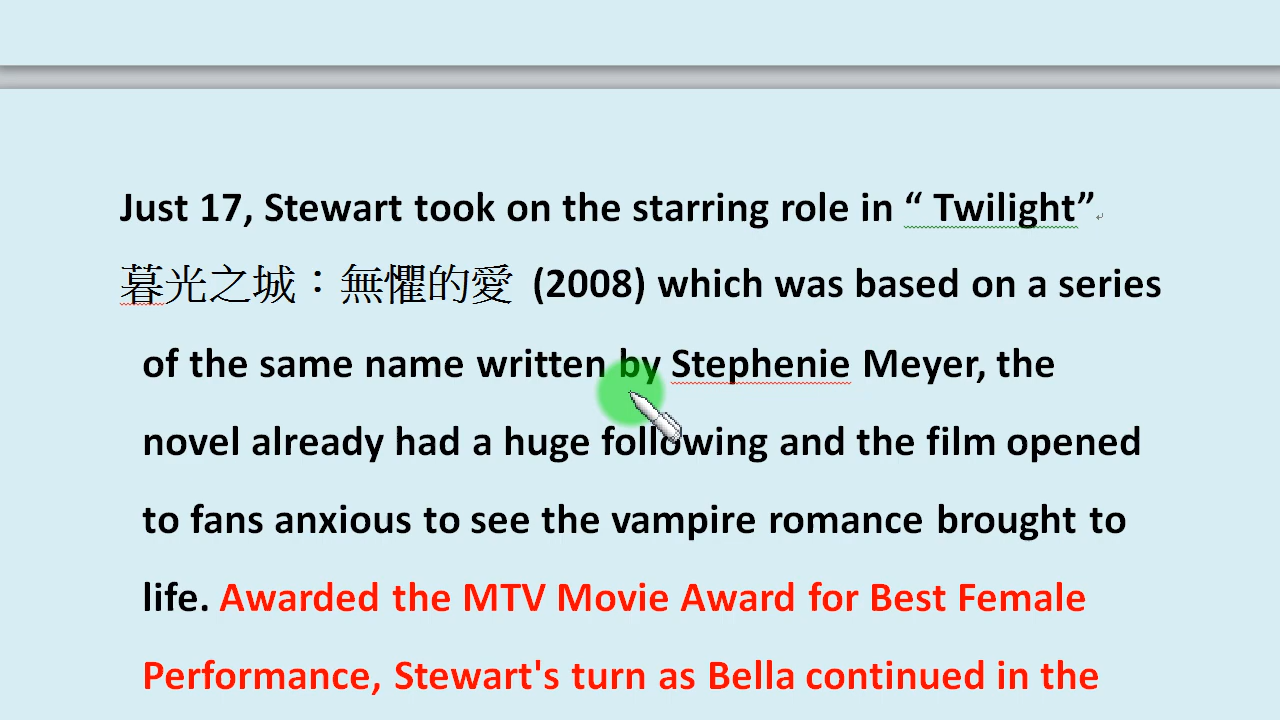 Just 17, Stewart took on the starring role in “ Twilight”
暮光之城：無懼的愛 (2008) which was based on a series
of the same name written by Stephenie Meyer, the
novel already had a huge following and the film opened
to fans anxious to see the vampire romance brought to
life. Awarded the MTV Movie Award for Best Female
Performance, Stewart's turn as Bella continued in the